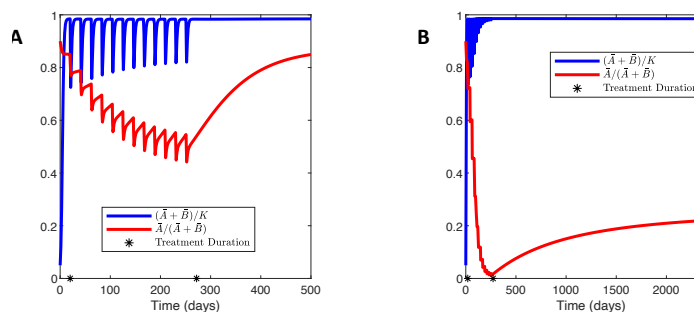 A
1
0.8
0.6
0.4
0.2
0
(Ā + B̄)/K
Ā/(Ā + B̄)
Treatment Duration
0 100 200 300 400 500
Time (days)
B
1
0.8
0.6
0.4
0.2
0
(Ā + B̄)/K
Ā/(Ā + B̄)
Treatment Duration
0 500 1000 1500 2000
Time (days)